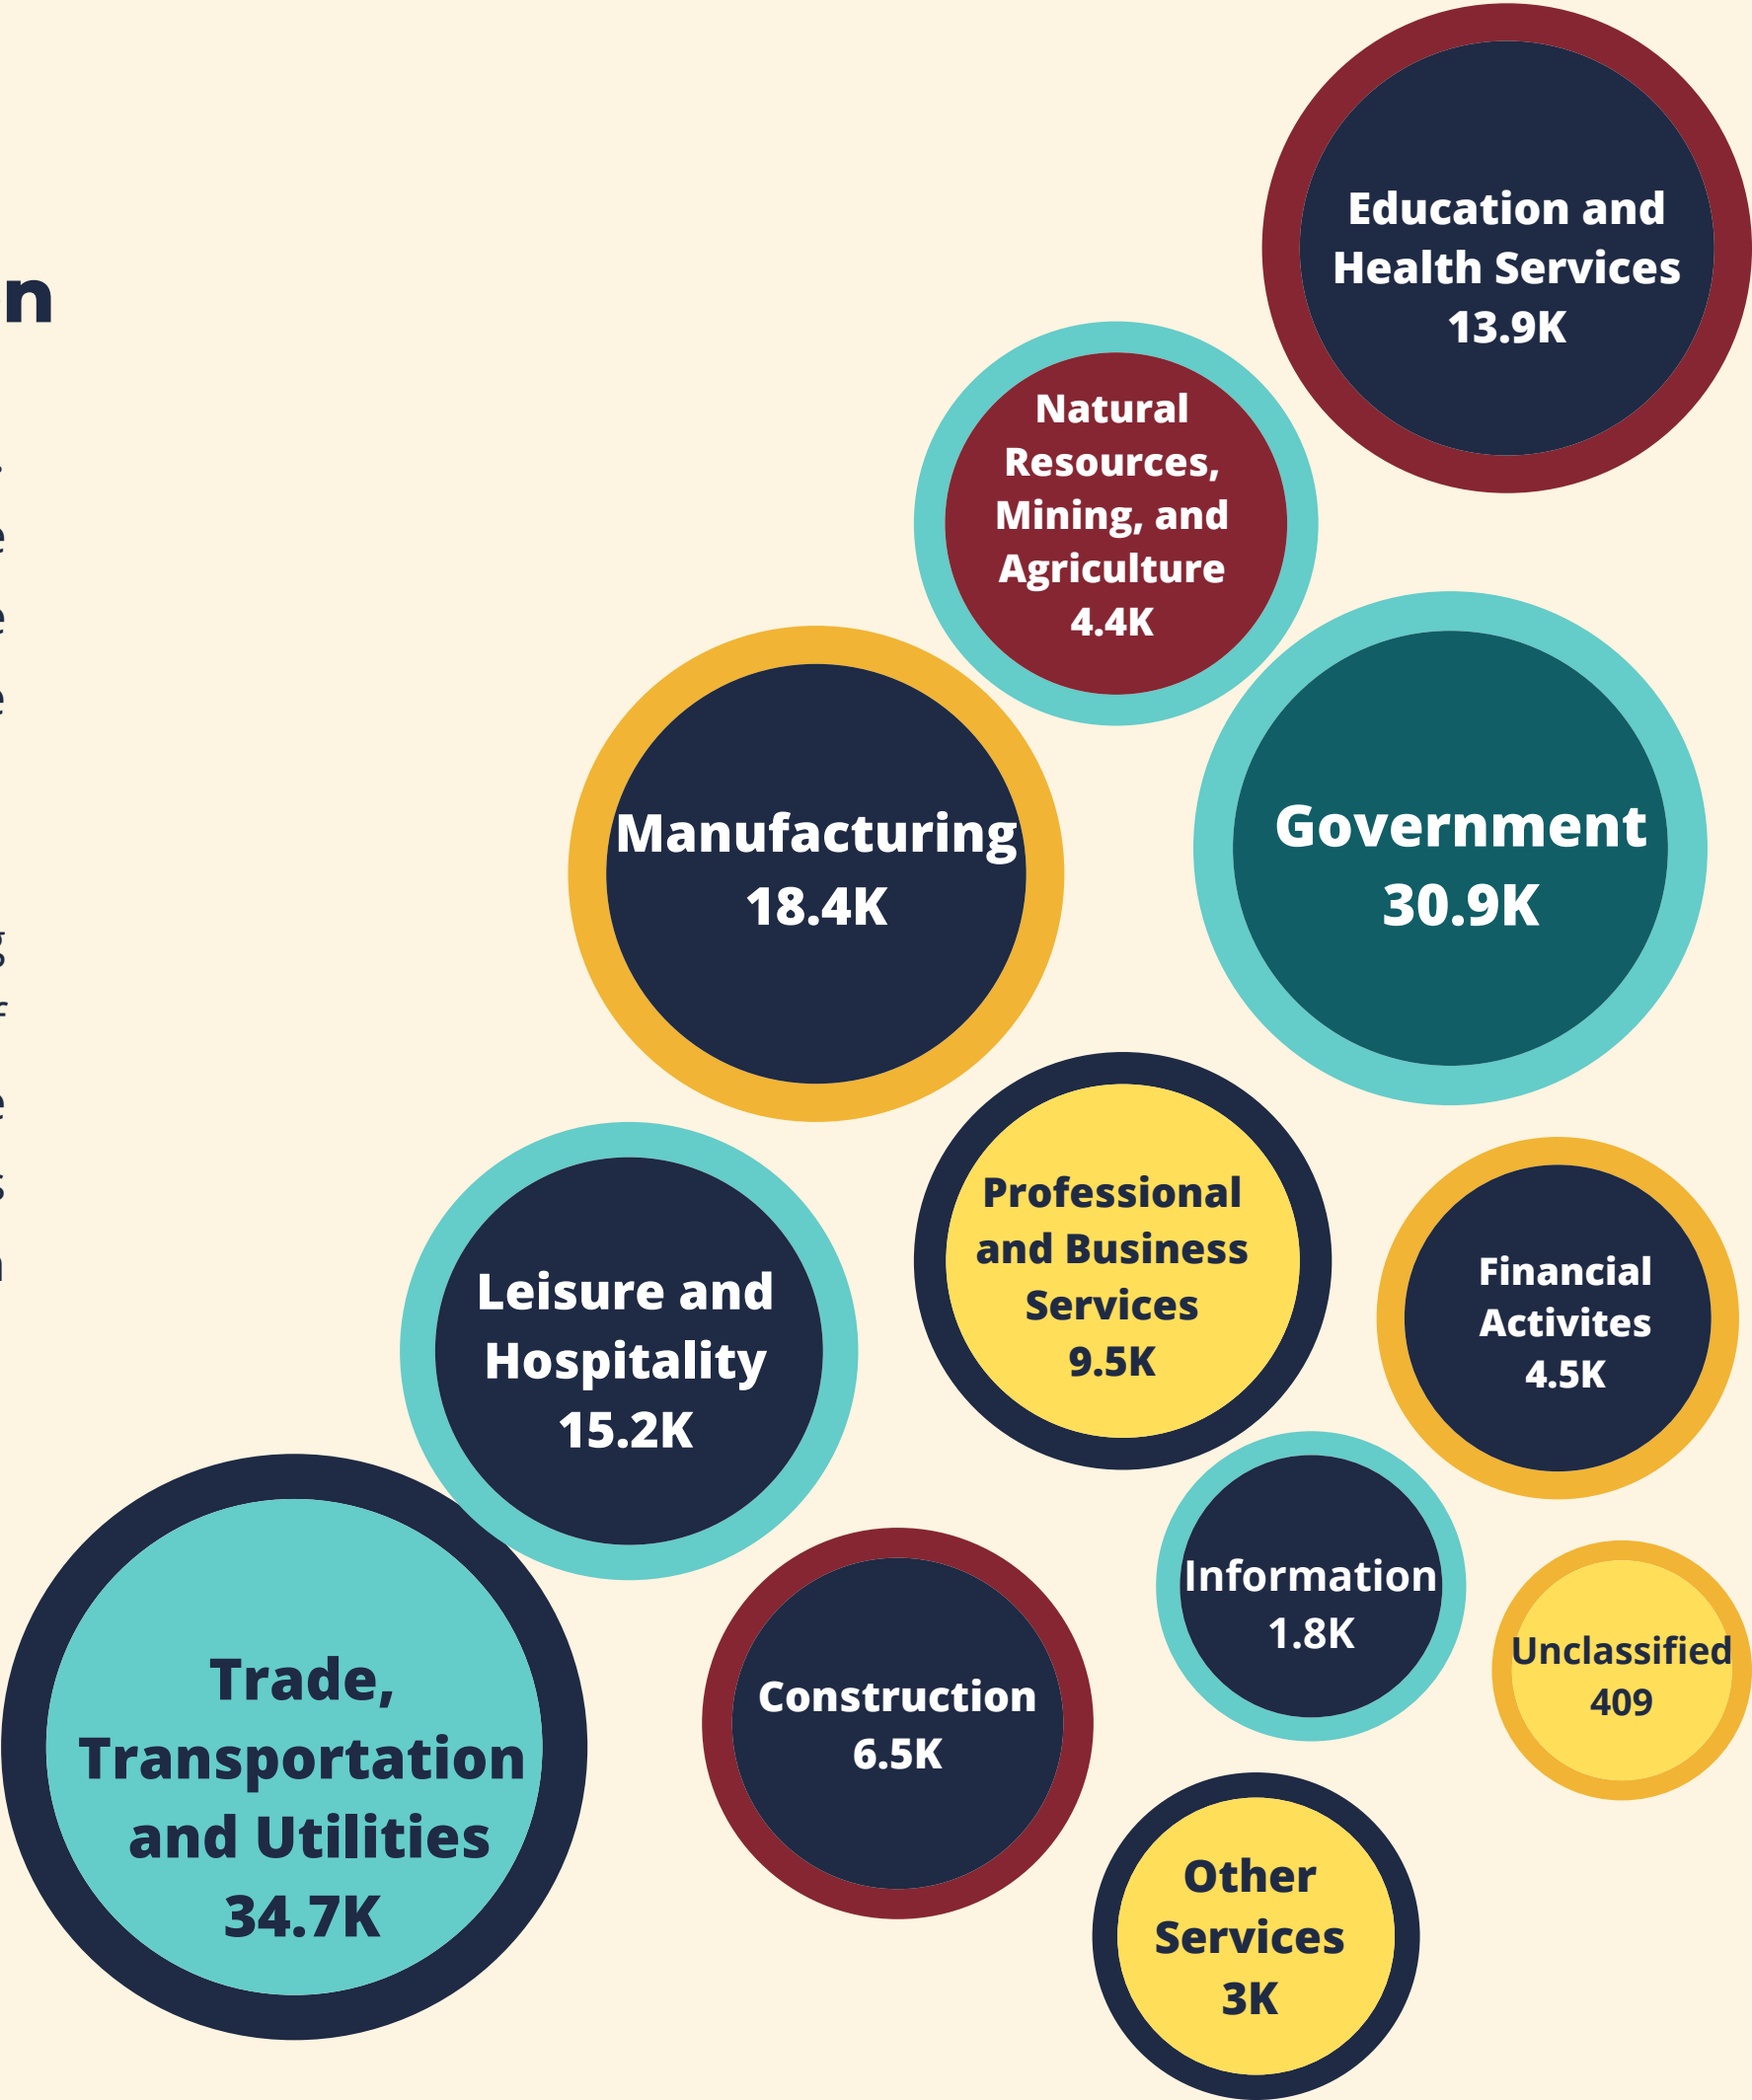 Education and
Health Services
13.9K
n
Natural
Resources,
Mining, and
Agriculture
4.4K
Manufacturing
18.4K
Government
30.9K
Professional
and Business
Services
9.5K
Financial
Activites
4.5K
Leisure and
Hospitality
15.2K
Information
1.8K
Unclassified
409
Trade,
Transportation
and Utilities
34.7K
Construction
6.5K
Other
Services
3K